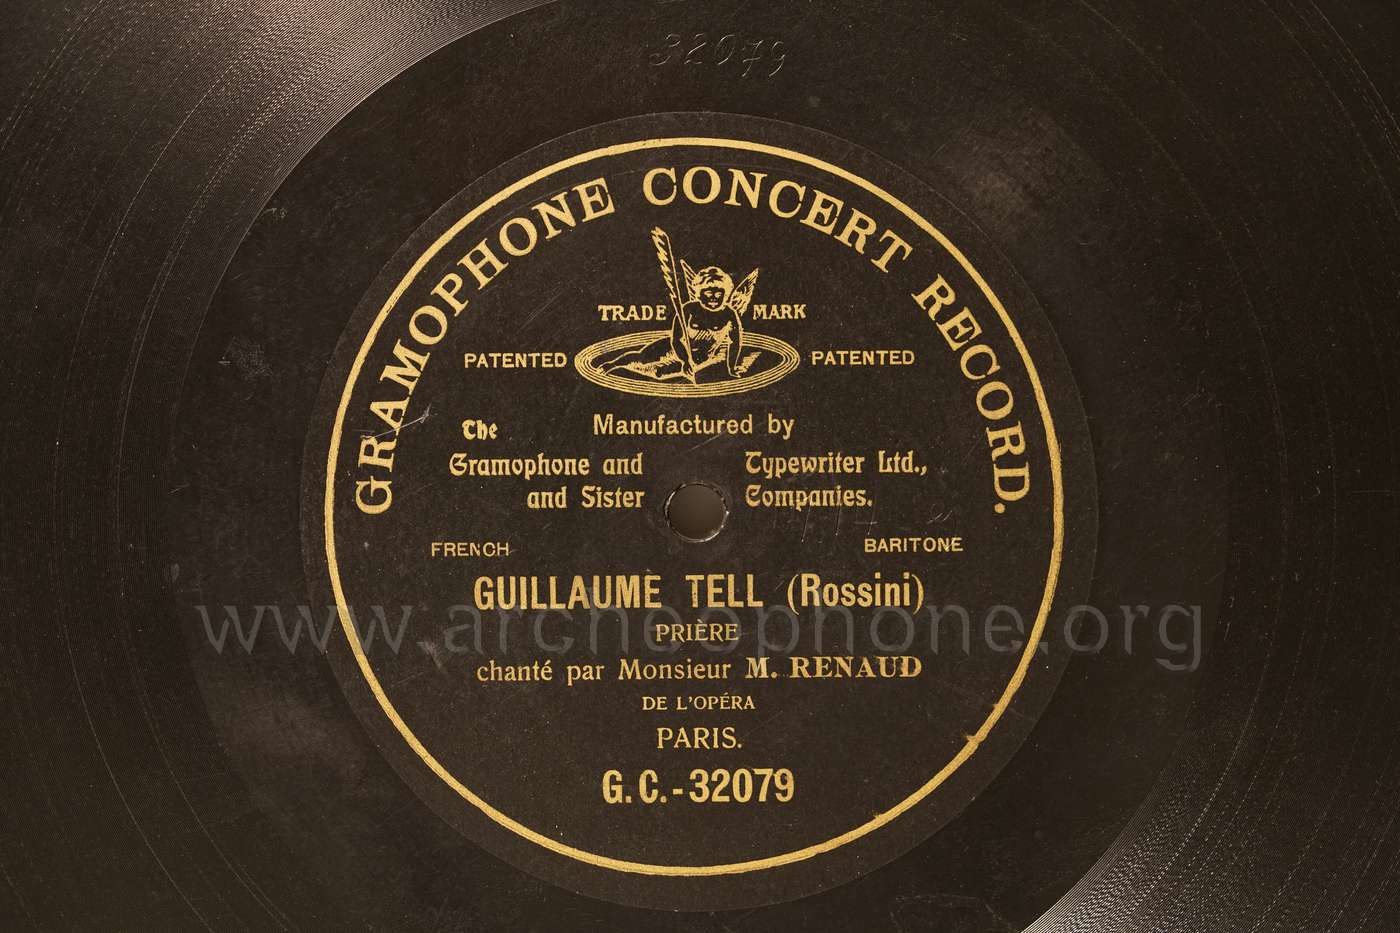 32079
GRAMOPHONE CONCERT RECORD.
TRADE MARK
PATENTED PATENTED
Manufactured by
The
Gramophone and Typewriter Ltd.,
and Sister Companies.
FRENCH BARITONE
GUILLAUME TELL (Rossini)
www.archeophone.org
PRIÈRE
chanté par Monsieur M. RENAUD
DE L'OPÉRA
PARIS.
G.C.-32079